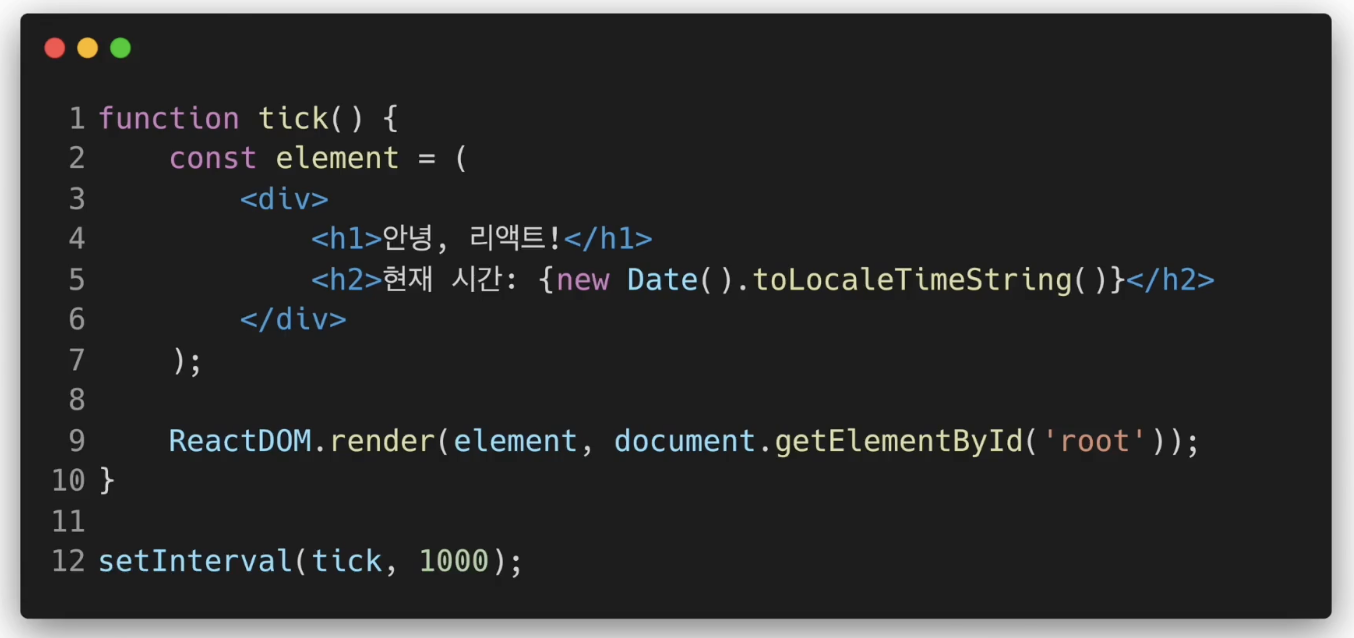 1 function tick() {
2     const element = (
3         <div>
4             <h1>안녕, 리액트!</h1>
5             <h2>현재 시간: {new Date().toLocaleTimeString()}</h2>
6         </div>
7     );
8
9     ReactDOM.render(element, document.getElementById('root'));
10 }
11
12 setInterval(tick, 1000);